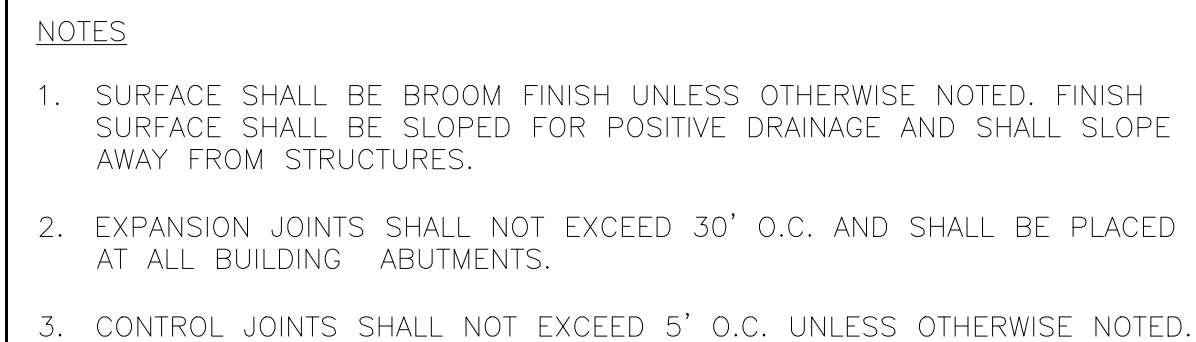 NOTES
1. SURFACE SHALL BE BROOM FINISH UNLESS OTHERWISE NOTED. FINISH
SURFACE SHALL BE SLOPED FOR POSITIVE DRAINAGE AND SHALL SLOPE
AWAY FROM STRUCTURES.
2. EXPANSION JOINTS SHALL NOT EXCEED 30' O.C. AND SHALL BE PLACED
AT ALL BUILDING ABUTMENTS.
3. CONTROL JOINTS SHALL NOT EXCEED 5' O.C. UNLESS OTHERWISE NOTED.